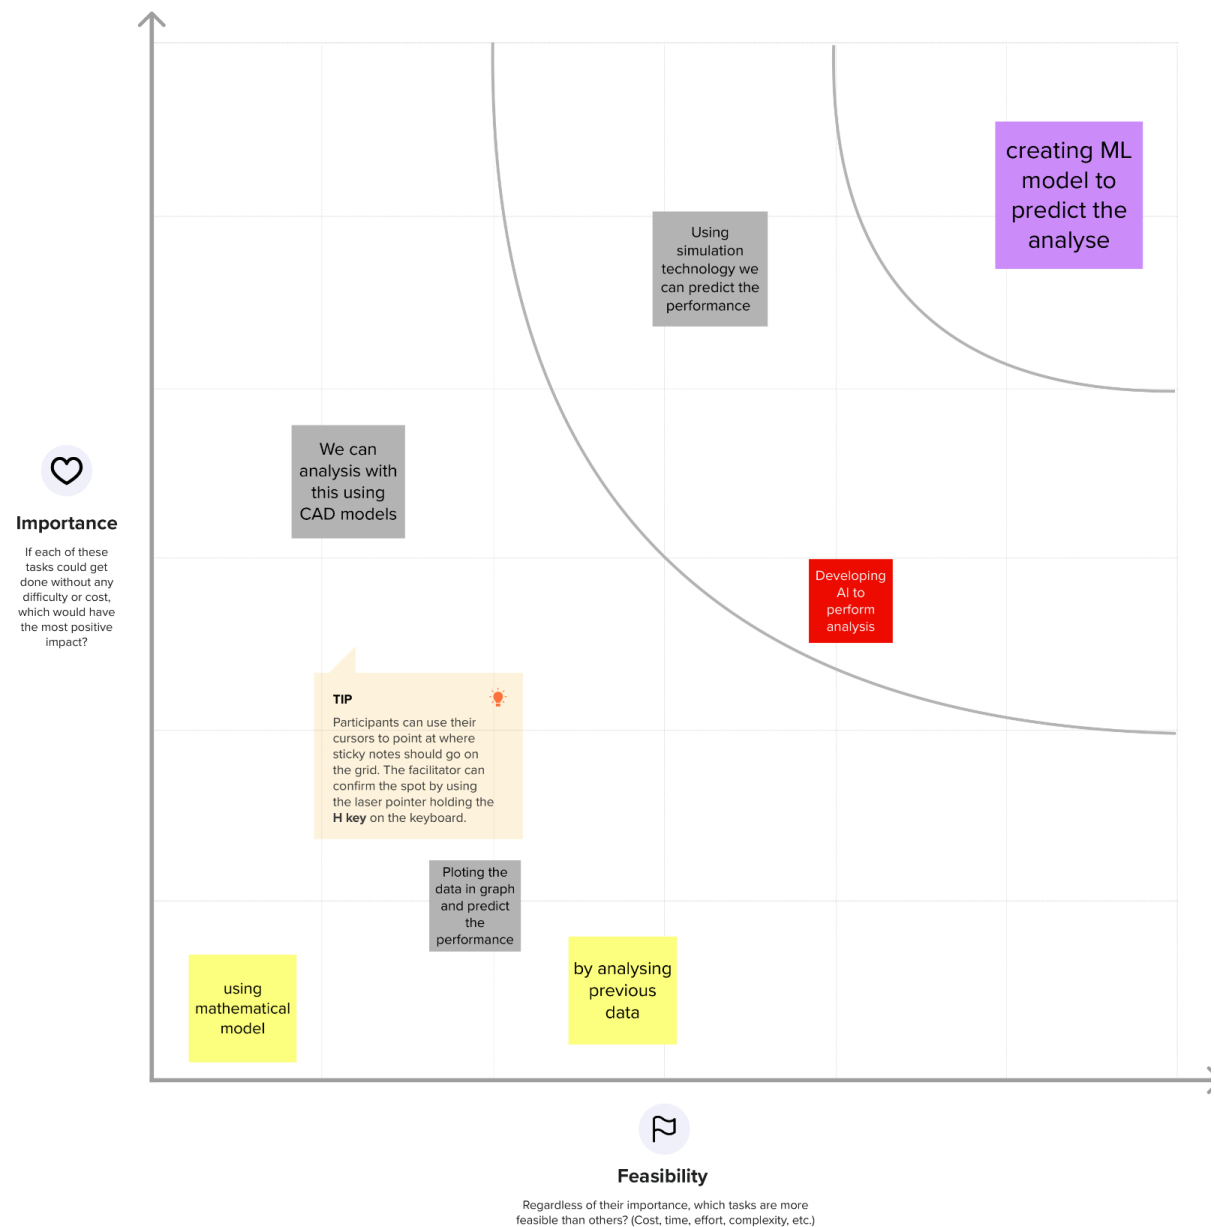 creating ML
model to
predict the
analyse
Using
simulation
technology we
can predict the
performance
We can
analysis with
this using
CAD models
Importance
If each of these
tasks could get
done without any
difficulty or cost,
which would have
the most positive
impact?
Developing
AI to
perform
analysis
TIP
Participants can use their
cursors to point at where
sticky notes should go on
the grid. The facilitator can
confirm the spot by using
the laser pointer holding the
H key on the keyboard.
Ploting the
data in graph
and predict
the
performance
using
mathematical
model
by analysing
previous
data
Feasibility
Regardless of their importance, which tasks are more
feasible than others? (Cost, time, effort, complexity, etc.)